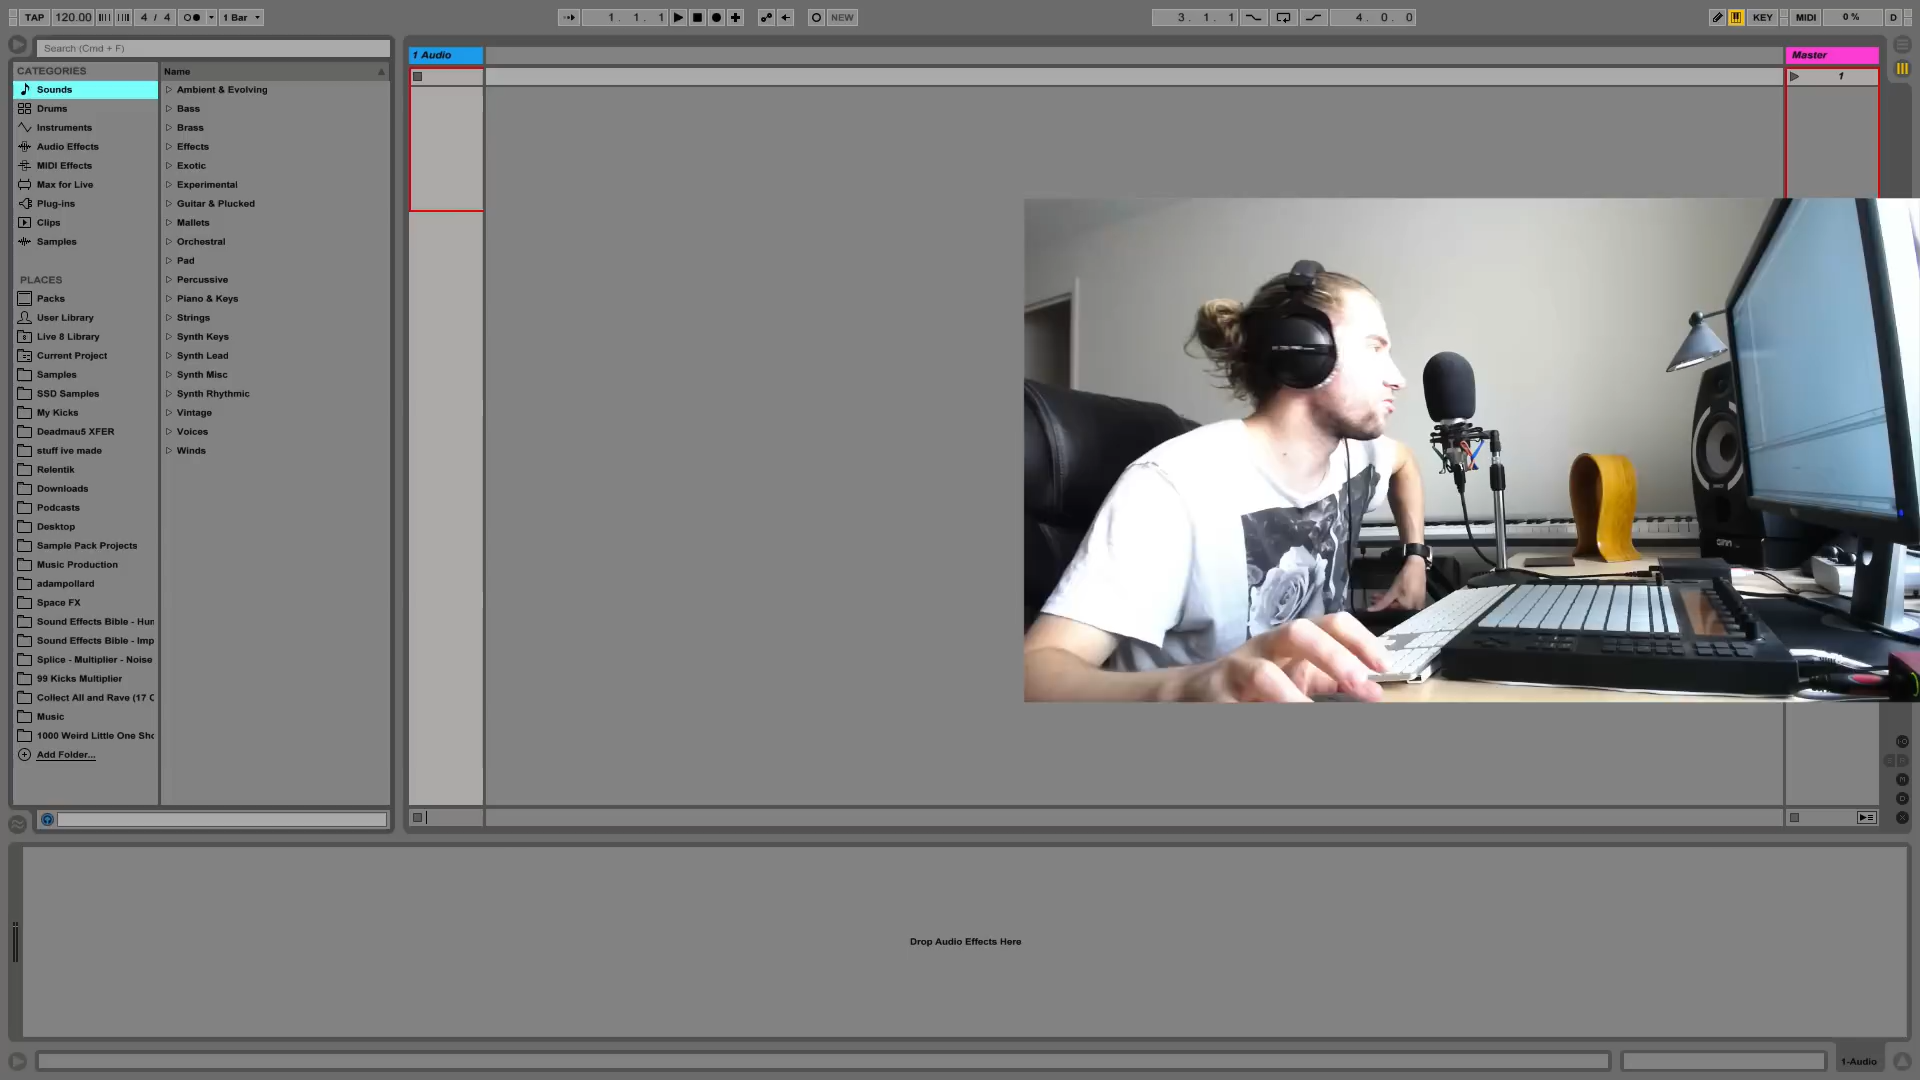 TAP 120.00 4 / 4 1 Bar 1. 1. 1 NEW 3. 1. 1 4. 0. 0 KEY MIDI 0 % D
Search (Cmd + F)
CATEGORIES
Sounds
Drums
Instruments
Audio Effects
MIDI Effects
Max for Live
Plug-ins
Clips
Samples
PLACES
Packs
User Library
Live 8 Library
Current Project
Samples
SSD Samples
My Kicks
Deadmau5 XFER
stuff ive made
Relentik
Downloads
Podcasts
Desktop
Sample Pack Projects
Music Production
adampollard
Space FX
Sound Effects Bible - Hur
Sound Effects Bible - Imp
Splice - Multiplier - Noise
99 Kicks Multiplier
Collect All and Rave (17 C
Music
1000 Weird Little One Sho
Add Folder...
Name
Ambient & Evolving
Bass
Brass
Effects
Exotic
Experimental
Guitar & Plucked
Mallets
Orchestral
Pad
Percussive
Piano & Keys
Strings
Synth Keys
Synth Lead
Synth Misc
Synth Rhythmic
Vintage
Voices
Winds
1 Audio
Master
1
Drop Audio Effects Here
1-Audio